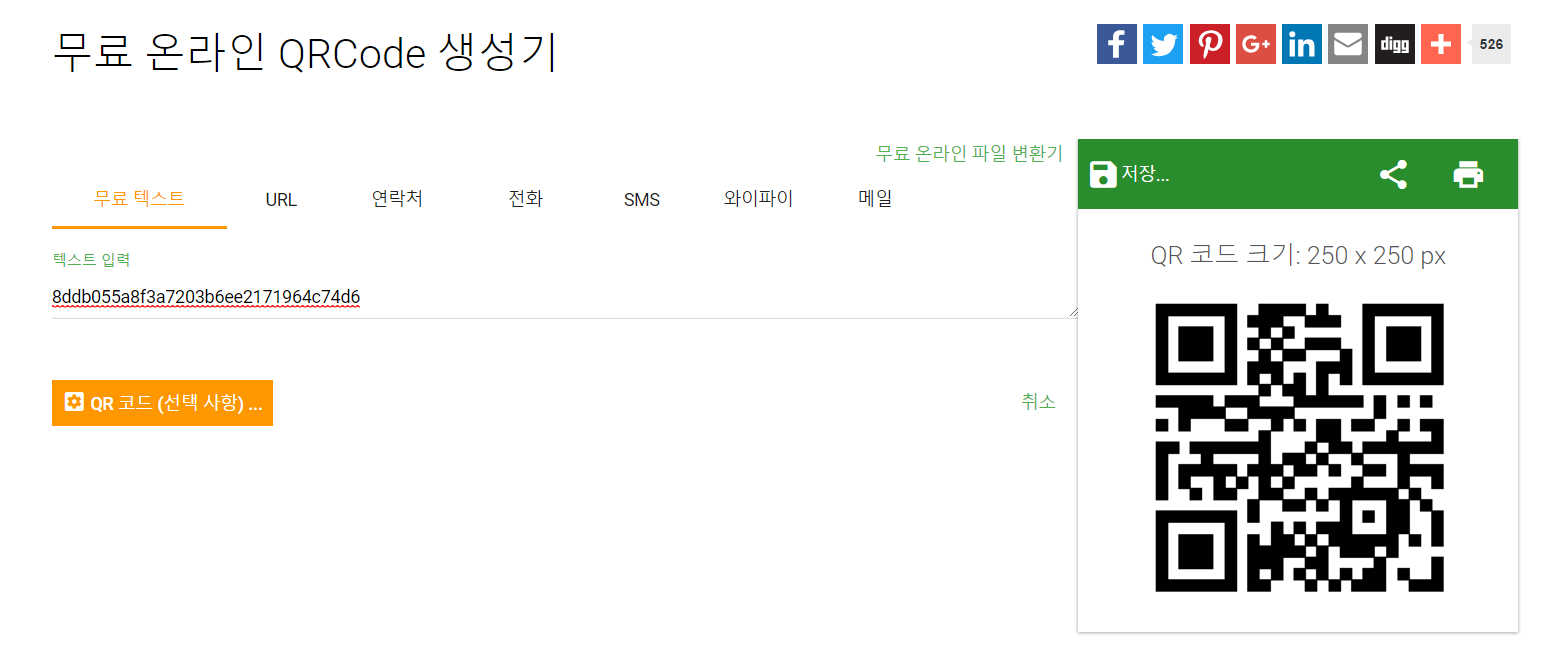 무료 온라인 QRCode 생성기
digg
526
무료 온라인 파일 변환기
무료 텍스트 URL 연락처 전화 SMS 와이파이 메일
텍스트 입력
8ddb055a8f3a7203b6ee2171964c74d6
QR 코드 (선택 사항) ...
취소
저장...
QR 코드 크기: 250 x 250 px